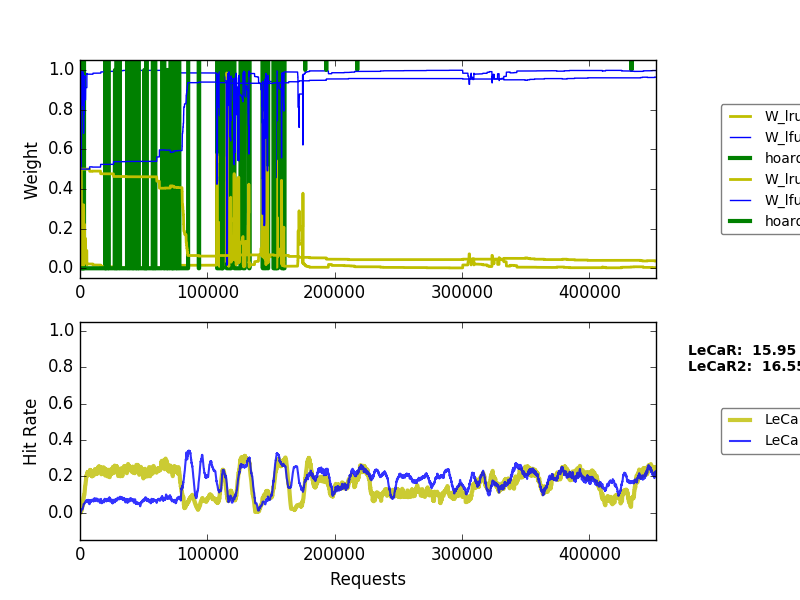 1.0
0.8
0.6
0.4
0.2
0.0
Weight
0 100000 200000 300000 400000
W_lru
W_lfu
hoard
W_lru
W_lfu
hoard
1.0
0.8
0.6
0.4
0.2
0.0
Hit Rate
0 100000 200000 300000 400000
Requests
LeCaR: 15.95
LeCaR2: 16.55
LeCa
LeCa